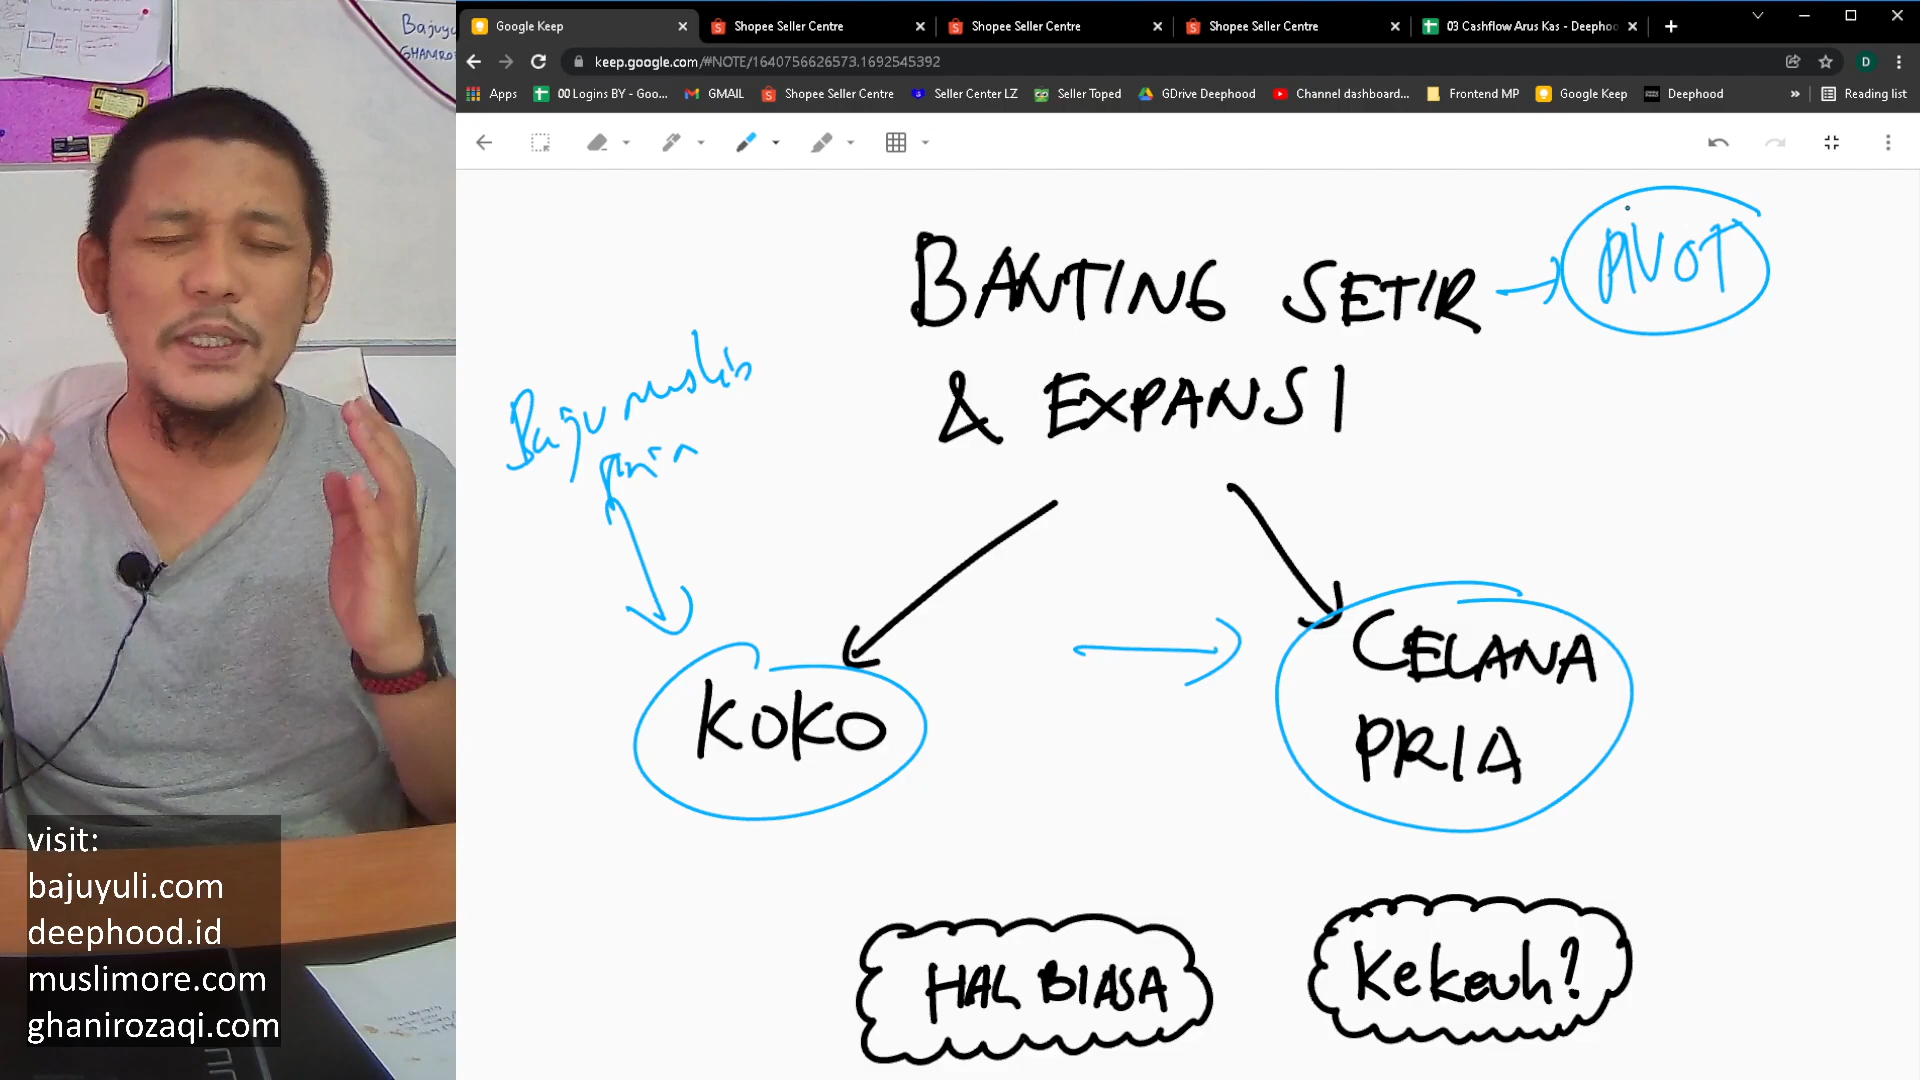 Bajuyu
GHANIROZ
Google Keep
Shopee Seller Centre
Shopee Seller Centre
Shopee Seller Centre
03 Cashflow Arus Kas - Deephoo
keep.google.com/#NOTE/1640756626573.1692545392
D
Apps
00 Logins BY - Goo...
GMAIL
Shopee Seller Centre
Seller Center LZ
Seller Toped
GDrive Deephood
Channel dashboard...
Frontend MP
Google Keep
Deephood
»
Reading list
BANTING SETIR → PIVOT
& EXPANSI
Baju muslim
pria
KOKO
CELANA
PRIA
HAL BIASA
Kekeuh?
visit:
bajuyuli.com
deephood.id
muslimore.com
ghanirozaqi.com